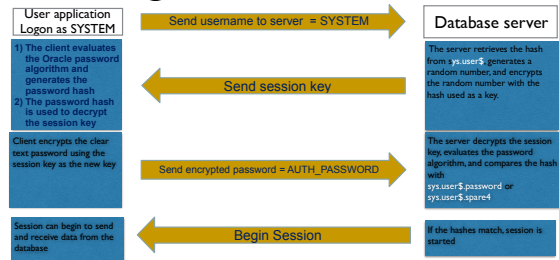 User application
Logon as SYSTEM
Send username to server = SYSTEM
Database server
1) The client evaluates
the Oracle password
algorithm and
generates the
password hash
2) The password hash
is used to decrypt
the session key
Send session key
The server retrieves the hash
from sys.user$ generates a
random number, and encrypts
the random number with the
hash used as a key.
Client encrypts the clear
text password using the
session key as the new key
Send encrypted password = AUTH_PASSWORD
The server decrypts the session
key, evaluates the password
algorithm, and compares the hash
with
sys.user$.password or
sys.user$.spare4
Session can begin to send
and receive data from the
database
Begin Session
If the hashes match, session is
started